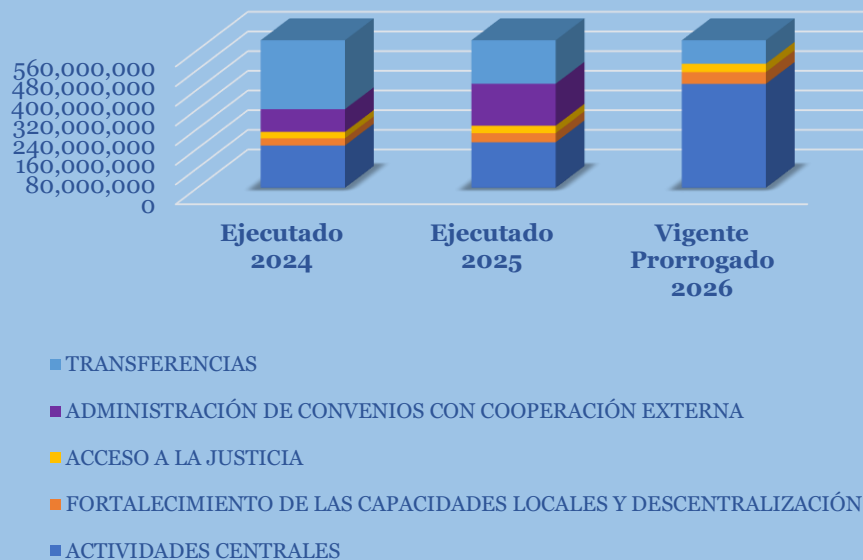 560,000,000
480,000,000
400,000,000
320,000,000
240,000,000
160,000,000
80,000,000
0
Ejecutado
2024
Ejecutado
2025
Vigente
Prorrogado
2026
TRANSFERENCIAS
ADMINISTRACIÓN DE CONVENIOS CON COOPERACIÓN EXTERNA
ACCESO A LA JUSTICIA
FORTALECIMIENTO DE LAS CAPACIDADES LOCALES Y DESCENTRALIZACIÓN
ACTIVIDADES CENTRALES